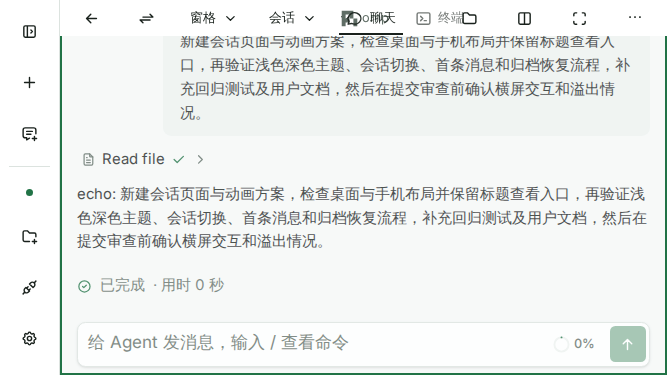 窗格 会话 聊天 终端
新建会话页面与动画方案，检查桌面与手机布局并保留标题查看入
口，再验证浅色深色主题、会话切换、首条消息和归档恢复流程，补
充回归测试及用户文档，然后在提交审查前确认横屏交互和溢出情
况。
Read file
echo: 新建会话页面与动画方案，检查桌面与手机布局并保留标题查看入口，再验证浅
色深色主题、会话切换、首条消息和归档恢复流程，补充回归测试及用户文档，然后在
提交审查前确认横屏交互和溢出情况。
已完成 · 用时 0 秒
给 Agent 发消息，输入 / 查看命令 0%